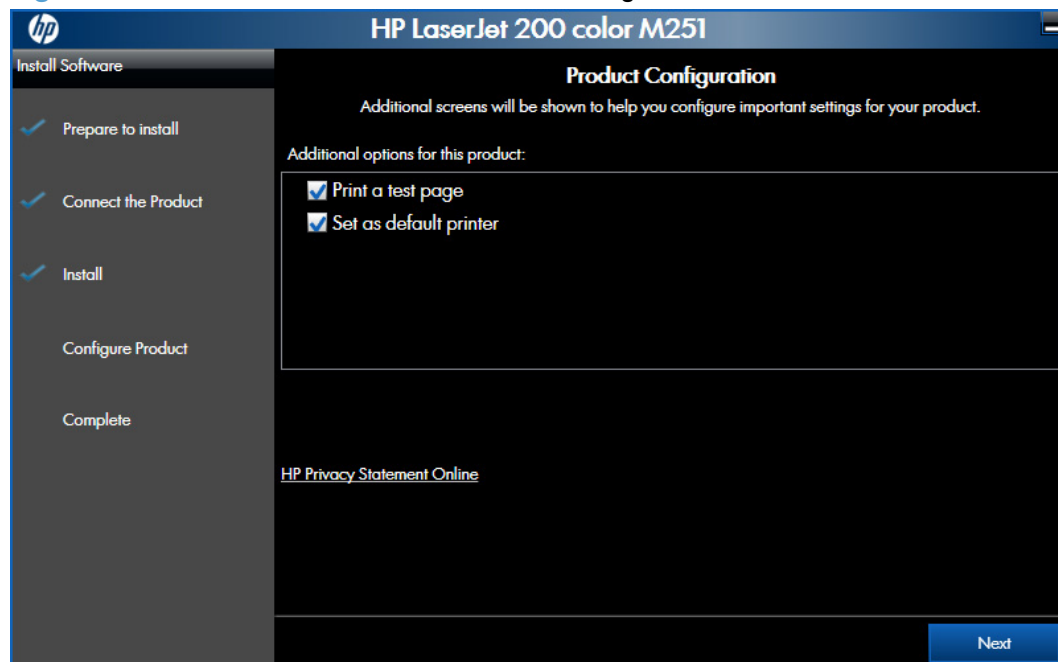 hp
HP LaserJet 200 color M251
Install Software
Prepare to install
Connect the Product
Install
Configure Product
Complete
Product Configuration
Additional screens will be shown to help you configure important settings for your product.
Additional options for this product:
Print a test page
Set as default printer
HP Privacy Statement Online
Next